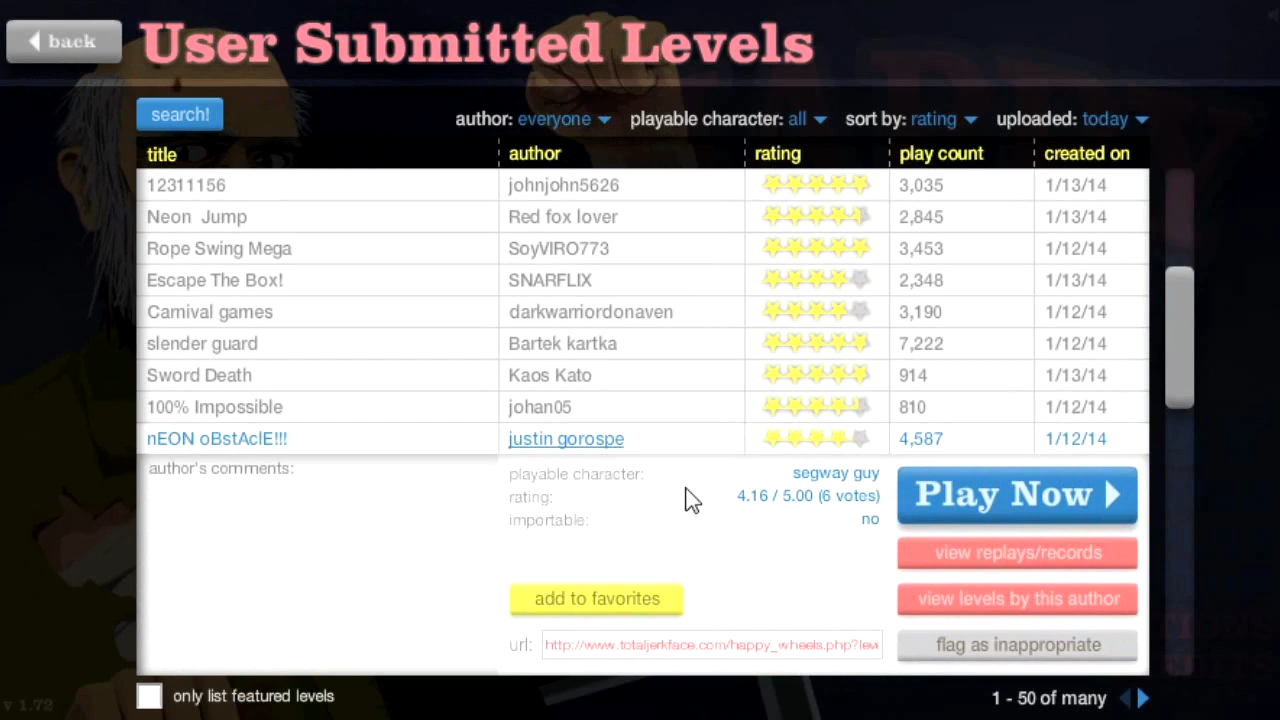 back
User Submitted Levels
search!
author: everyone playable character: all sort by: rating uploaded: today
title author rating play count created on
12311156 johnjohn5626 3,035 1/13/14
Neon  Jump Red fox lover 2,845 1/13/14
Rope Swing Mega SoyVIRO773 3,453 1/12/14
Escape The Box! SNARFLIX 2,348 1/13/14
Carnival games darkwarriordonaven 3,190 1/12/14
slender guard Bartek kartka 7,222 1/12/14
Sword Death Kaos Kato 914 1/13/14
100% Impossible johan05 810 1/12/14
nEON oBstAclE!!! justin gorospe 4,587 1/12/14
author's comments:
playable character: segway guy
rating: 4.16 / 5.00 (6 votes)
importable: no
Play Now
view replays/records
add to favorites
view levels by this author
url: http://www.totaljerkface.com/happy_wheels.php?leve
flag as inappropriate
only list featured levels
1 - 50 of many
v 1.72